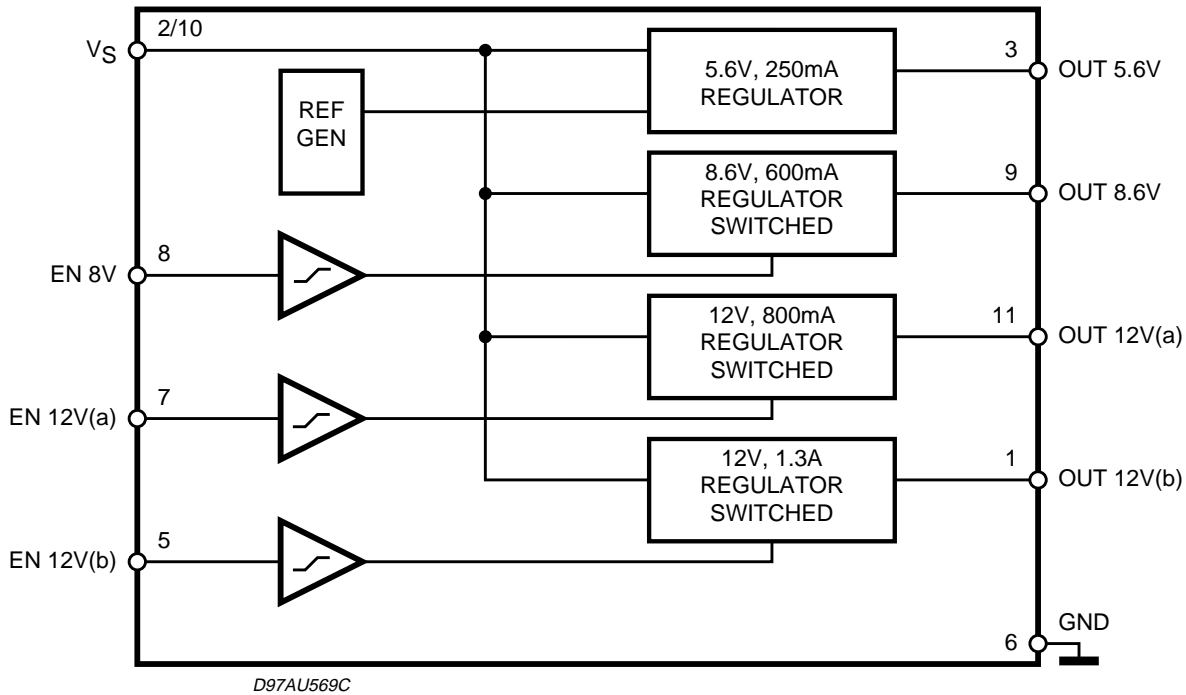 2/10
VS
5.6V, 250mA
REGULATOR
3
OUT 5.6V
REF
GEN
8.6V, 600mA
REGULATOR
SWITCHED
9
OUT 8.6V
8
EN 8V
12V, 800mA
REGULATOR
SWITCHED
11
OUT 12V(a)
7
EN 12V(a)
12V, 1.3A
REGULATOR
SWITCHED
1
OUT 12V(b)
5
EN 12V(b)
GND
6
D97AU569C